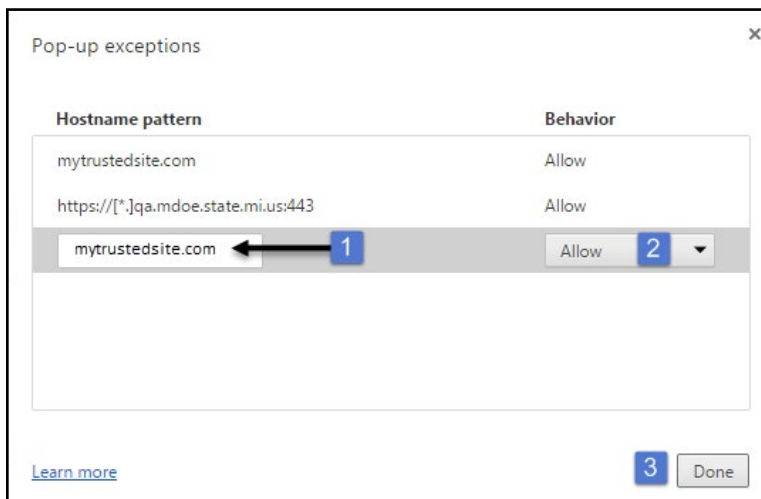 Pop-up exceptions
×
Hostname pattern Behavior
mytrustedsite.com Allow
https://[*.]qa.mdoe.state.mi.us:443 Allow
mytrustedsite.com 1 Allow 2
Learn more 3 Done